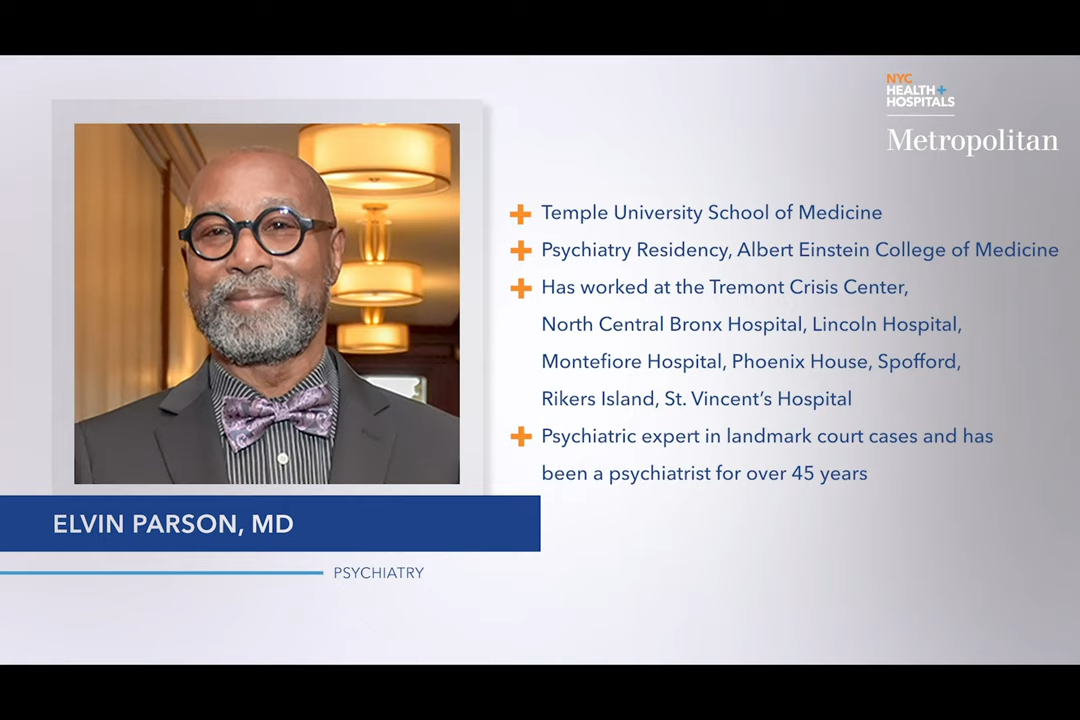 NYC
HEALTH+
HOSPITALS
Metropolitan
Temple University School of Medicine
Psychiatry Residency, Albert Einstein College of Medicine
Has worked at the Tremont Crisis Center,
North Central Bronx Hospital, Lincoln Hospital,
Montefiore Hospital, Phoenix House, Spofford,
Rikers Island, St. Vincent's Hospital
Psychiatric expert in landmark court cases and has
been a psychiatrist for over 45 years
ELVIN PARSON, MD
PSYCHIATRY